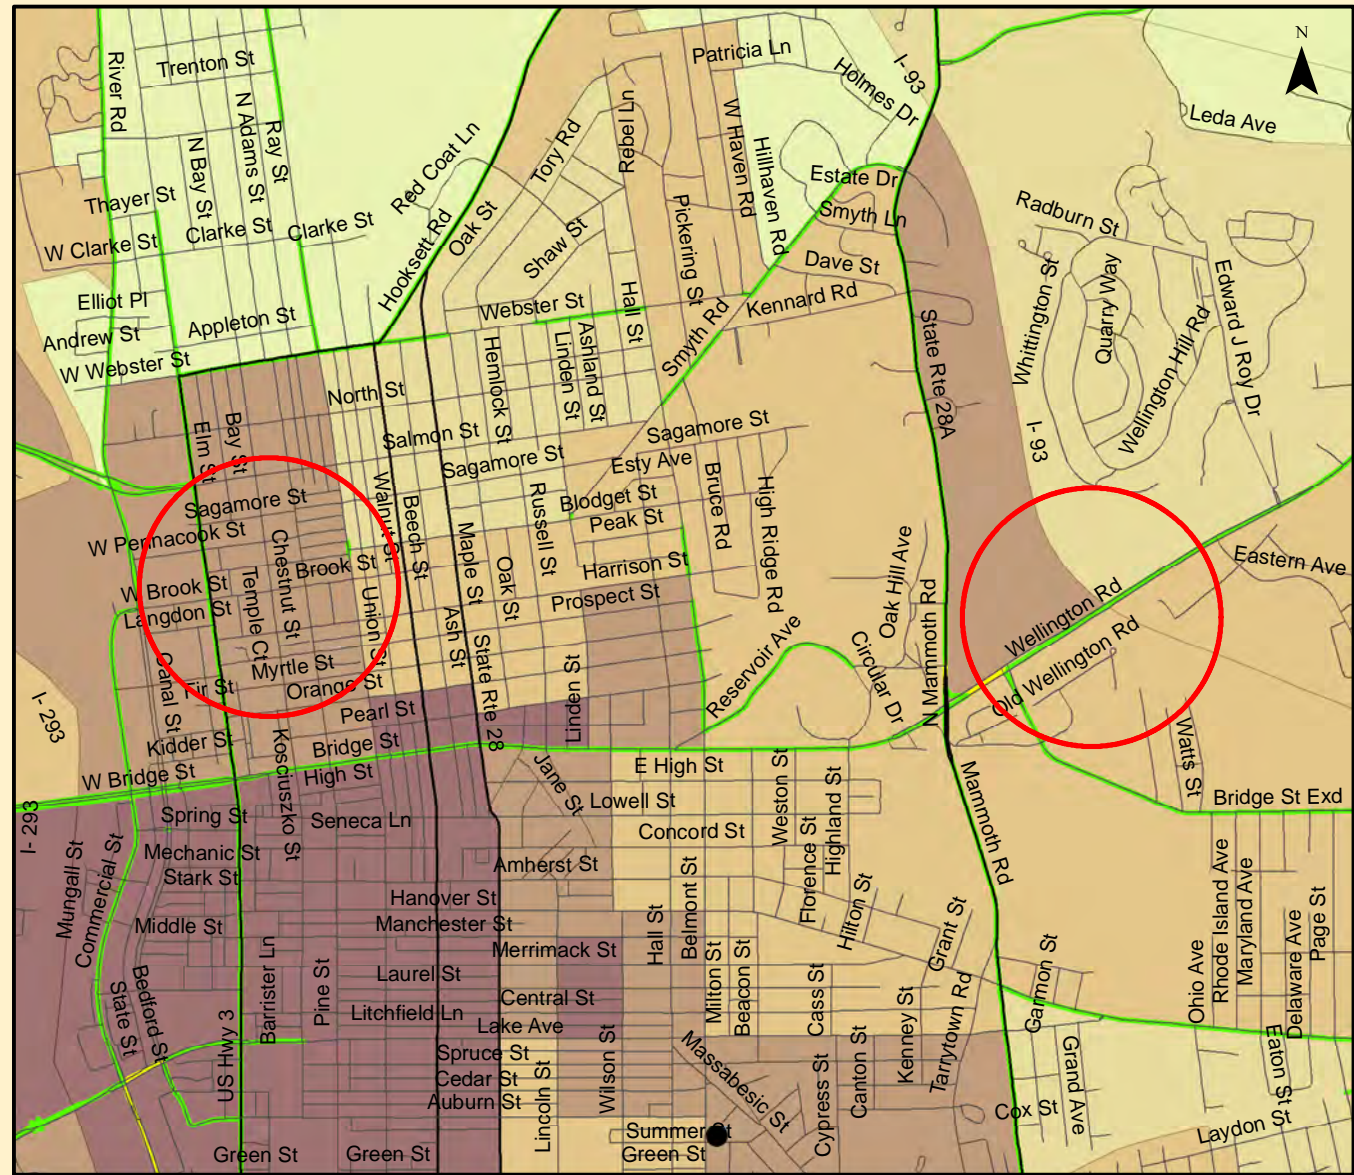 N
Patricia Ln
I- 93
Trenton St
River Rd
Holmes Dr
N Adams St
Ray St
Rebel Ln
W Haven Rd
Leda Ave
N Bay St
Red Coat Ln
Tory Rd
Hillhaven Rd
Estate Dr
Thayer St
Pickering St
Smyth Ln
Radburn St
W Clarke St
Clarke St
Clarke St
Hooksett Rd
Oak St
Shaw St
Dave St
Whittington St
Quarry Way
Edward J Roy Dr
Elliot Pl
Webster St
Hall St
Kennard Rd
Andrew St
Appleton St
Smyth Rd
State Rte 28A
Wellington Hill Rd
W Webster St
Hemlock St
Linden St
Ashland St
North St
Elm St
Bay St
Salmon St
Sagamore St
I- 93
Sagamore St
Esty Ave
Sagamore St
Walnut St
Beech St
Russell St
Blodget St
Bruce Rd
High Ridge Rd
W Pennacook St
Chestnut St
Maple St
Peak St
Oak Hill Ave
Brook St
Oak St
Harrison St
Eastern Ave
W Brook St
Temple Ct
Union St
Prospect St
N Mammoth Rd
Wellington Rd
Langdon St
Ash St
State Rte 28
Reservoir Ave
Circular Dr
Old Wellington Rd
Canal St
Myrtle St
Linden St
Fir St
Orange St
I- 293
Pearl St
Watts St
Kidder St
Kosciuszko St
Bridge St
W Bridge St
High St
Jane St
E High St
Weston St
Highland St
Mammoth Rd
Bridge St Exd
I- 293
Spring St
Seneca Ln
Lowell St
Concord St
Mungall St
Commercial St
Mechanic St
Stark St
Amherst St
Florence St
Rhode Island Ave
Maryland Ave
Hanover St
Belmont St
Hilton St
Page St
Middle St
Manchester St
Hall St
Grant St
Delaware Ave
Merrimack St
Milton St
Beacon St
Garmon St
Ohio Ave
Barrister Ln
Pine St
Laurel St
Cass St
State St
Bedford St
Central St
Kenney St
Tarrytown Rd
US Hwy 3
Litchfield Ln
Lake Ave
Wilson St
Massabesic St
Canton St
Grand Ave
Eaton St
Spruce St
Lincoln St
Cypress St
Cedar St
Auburn St
Cox St
Summer St
Laydon St
Green St
Green St
Green St